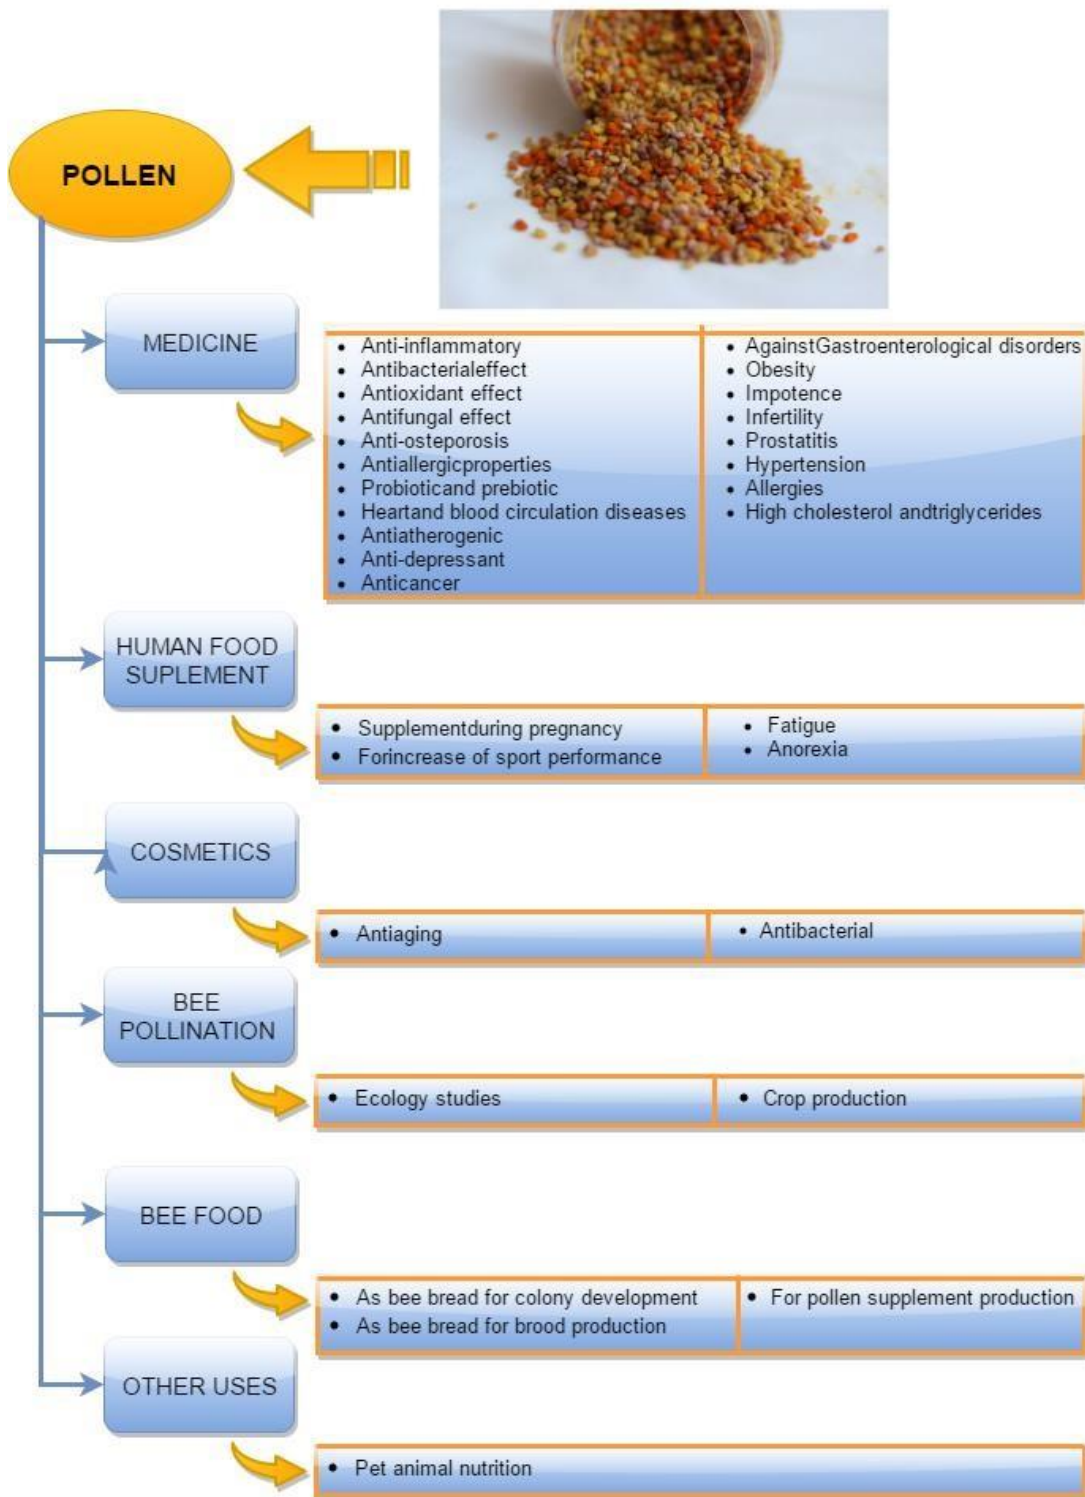 POLLEN
MEDICINE
• Anti-inflammatory
• Antibacterialeffect
• Antioxidant effect
• Antifungal effect
• Anti-osteporosis
• Antiallergicproperties
• Probioticand prebiotic
• Heartand blood circulation diseases
• Antiatherogenic
• Anti-depressant
• Anticancer
• AgainstGastroenterological disorders
• Obesity
• Impotence
• Infertility
• Prostatitis
• Hypertension
• Allergies
• High cholesterol andtriglycerides
HUMAN FOOD
SUPLEMENT
• Supplementduring pregnancy
• Forincrease of sport performance
• Fatigue
• Anorexia
COSMETICS
• Antiaging
• Antibacterial
BEE
POLLINATION
• Ecology studies
• Crop production
BEE FOOD
• As bee bread for colony development
• As bee bread for brood production
• For pollen supplement production
OTHER USES
• Pet animal nutrition